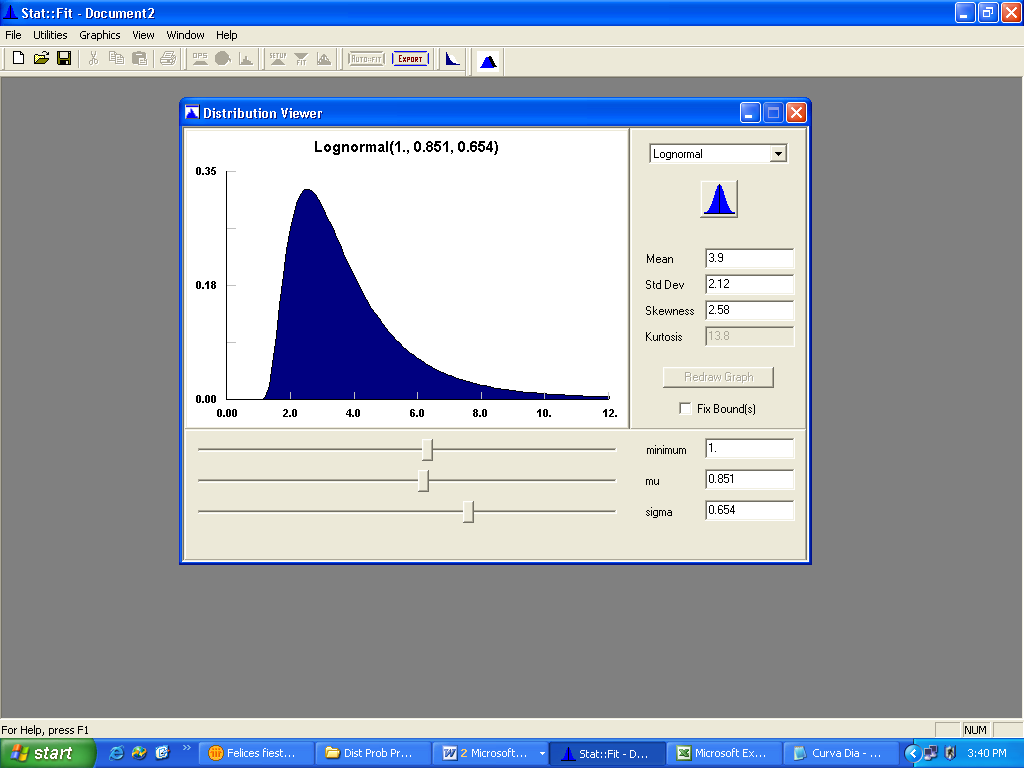 Stat::Fit - Document2
File Utilities Graphics View Window Help
DPS SETUP FIT AUTO::FIT EXPORT
Distribution Viewer
Lognormal(1., 0.851, 0.654)
0.35
0.18
0.00
0.00 2.0 4.0 6.0 8.0 10. 12.
Lognormal
Mean 3.9
Std Dev 2.12
Skewness 2.58
Kurtosis 13.8
Redraw Graph
Fix Bound(s)
minimum 1.
mu 0.851
sigma 0.654
For Help, press F1 NUM
start » Felices fiest... Dist Prob Pr... 2 Microsoft... Stat::Fit - D... Microsoft Ex... Curva Dia - ... 3:40 PM